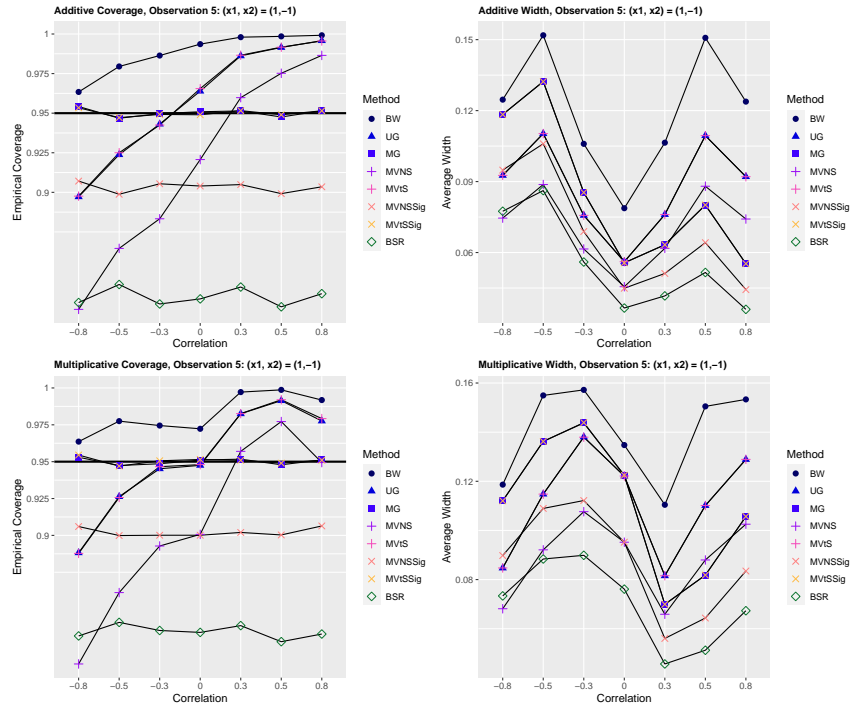 Additive Coverage, Observation 5: (x1, x2) = (1,−1)
Empirical Coverage
1
0.975
0.95
0.925
0.9
−0.8 −0.5 −0.3 0 0.3 0.5 0.8
Correlation
Method
BW
UG
MG
MVNS
MVtS
MVNSSig
MVtSSig
BSR
Additive Width, Observation 5: (x1, x2) = (1,−1)
Average Width
0.15
0.12
0.09
0.06
−0.8 −0.5 −0.3 0 0.3 0.5 0.8
Correlation
Method
BW
UG
MG
MVNS
MVtS
MVNSSig
MVtSSig
BSR
Multiplicative Coverage, Observation 5: (x1, x2) = (1,−1)
Empirical Coverage
1
0.975
0.95
0.925
0.9
−0.8 −0.5 −0.3 0 0.3 0.5 0.8
Correlation
Method
BW
UG
MG
MVNS
MVtS
MVNSSig
MVtSSig
BSR
Multiplicative Width, Observation 5: (x1, x2) = (1,−1)
Average Width
0.16
0.12
0.08
−0.8 −0.5 −0.3 0 0.3 0.5 0.8
Correlation
Method
BW
UG
MG
MVNS
MVtS
MVNSSig
MVtSSig
BSR